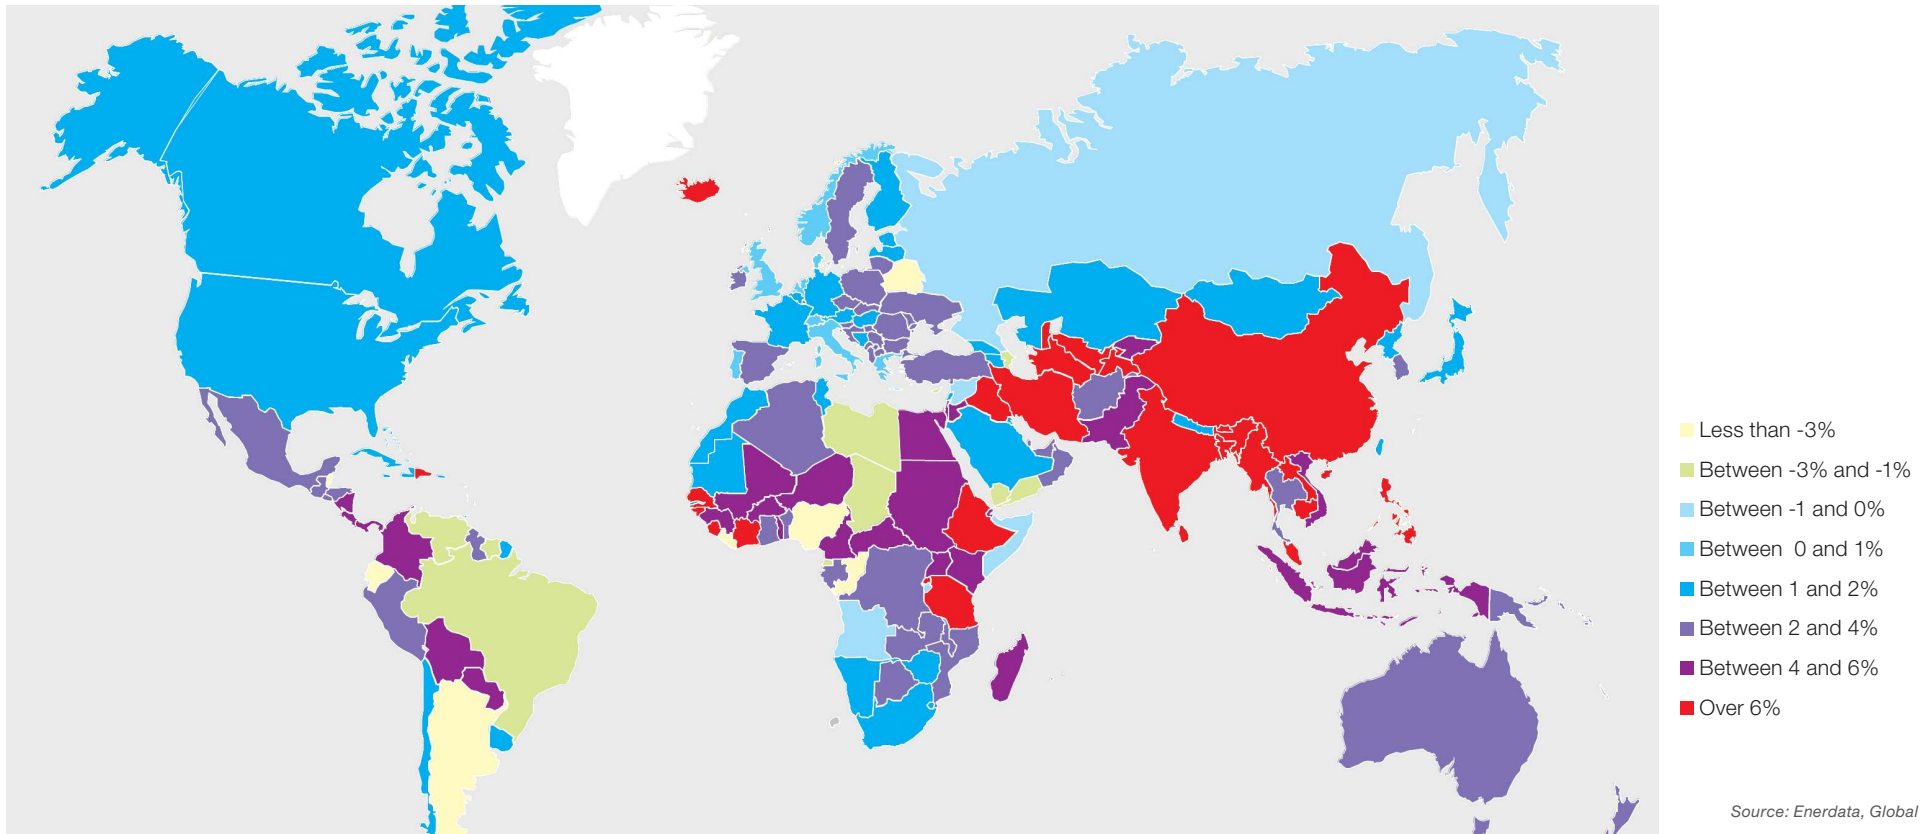 Less than -3%
Between -3% and -1%
Between -1 and 0%
Between 0 and 1%
Between 1 and 2%
Between 2 and 4%
Between 4 and 6%
Over 6%
Source: Enerdata, Global